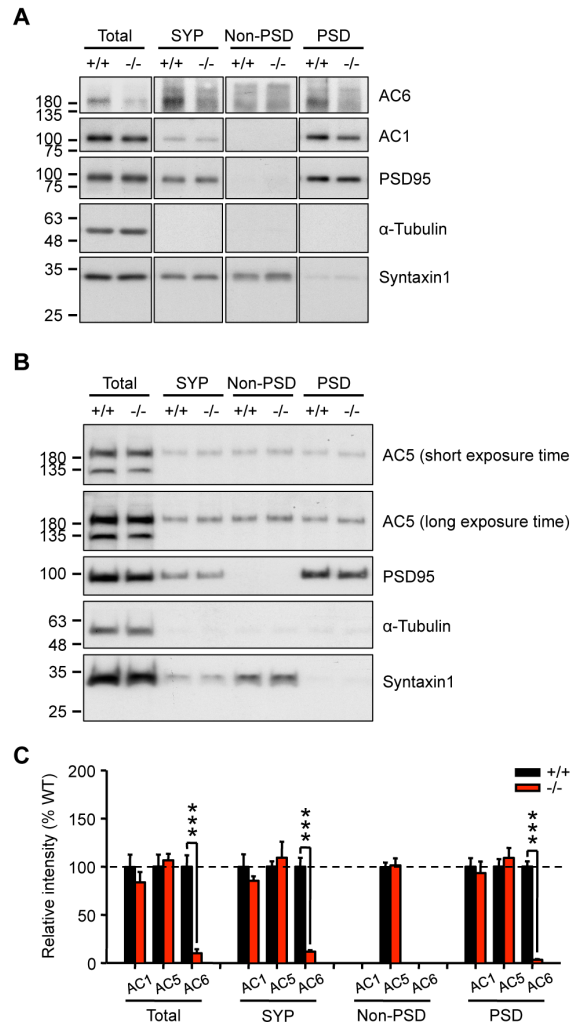 A
Total SYP Non-PSD PSD
+/+ -/- +/+ -/- +/+ -/- +/+ -/-
180
135
AC6
100
75
AC1
100
75
PSD95
63
48
α-Tubulin
35
25
Syntaxin1
B
Total SYP Non-PSD PSD
+/+ -/- +/+ -/- +/+ -/- +/+ -/-
180
135
AC5 (short exposure time
180
135
AC5 (long exposure time)
100
PSD95
63
48
α-Tubulin
35
25
Syntaxin1
C
Relative intensity (% WT)
200
150
100
50
0
+/+
-/-
*** *** ***
AC1 AC5 AC6 AC1 AC5 AC6 AC1 AC5 AC6 AC1 AC5 AC6
Total SYP Non-PSD PSD